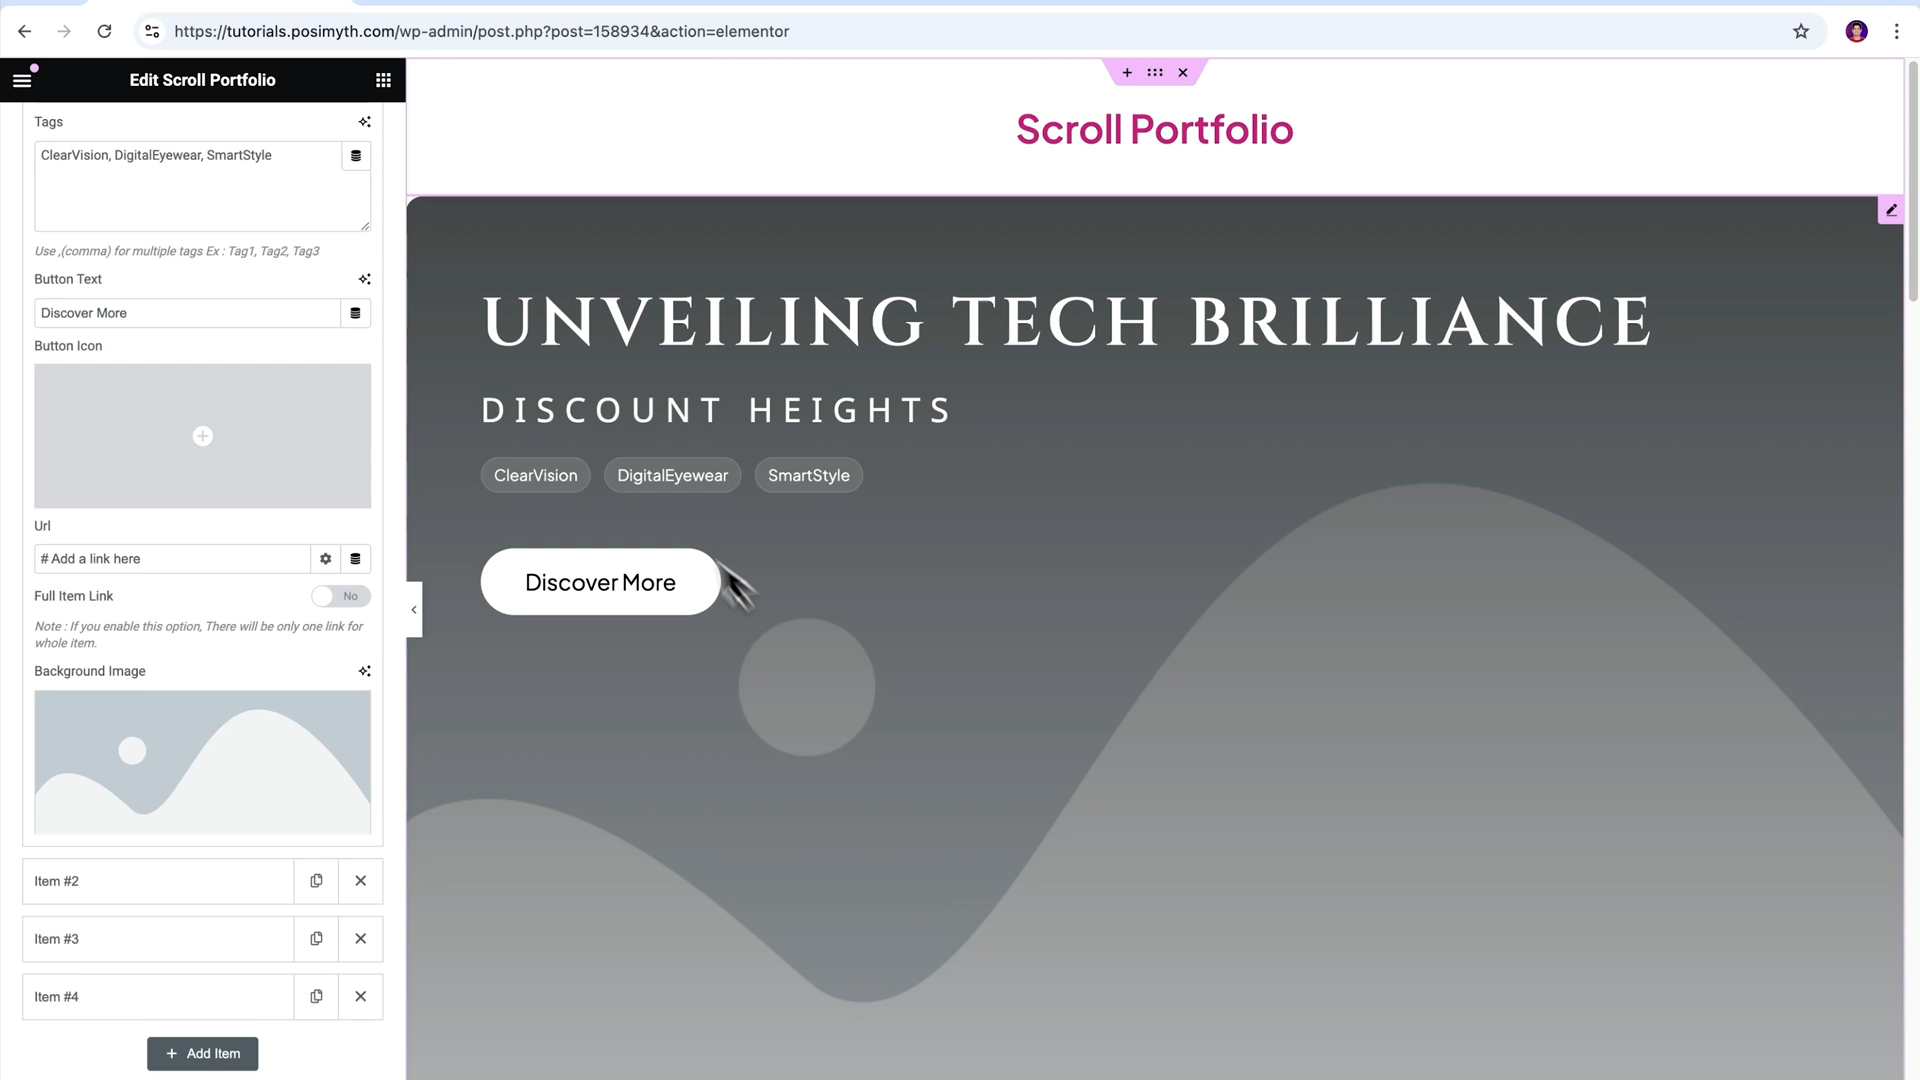 https://tutorials.posimyth.com/wp-admin/post.php?post=158934&action=elementor
Edit Scroll Portfolio
Tags
ClearVision, DigitalEyewear, SmartStyle
Use ,(comma) for multiple tags Ex : Tag1, Tag2, Tag3
Button Text
Discover More
Button Icon
Url
# Add a link here
Full Item Link
No
Note : If you enable this option, There will be only one link for
whole item.
Background Image
Item #2
Item #3
Item #4
+ Add Item
Scroll Portfolio
UNVEILING TECH BRILLIANCE
DISCOUNT HEIGHTS
ClearVision DigitalEyewear SmartStyle
Discover More